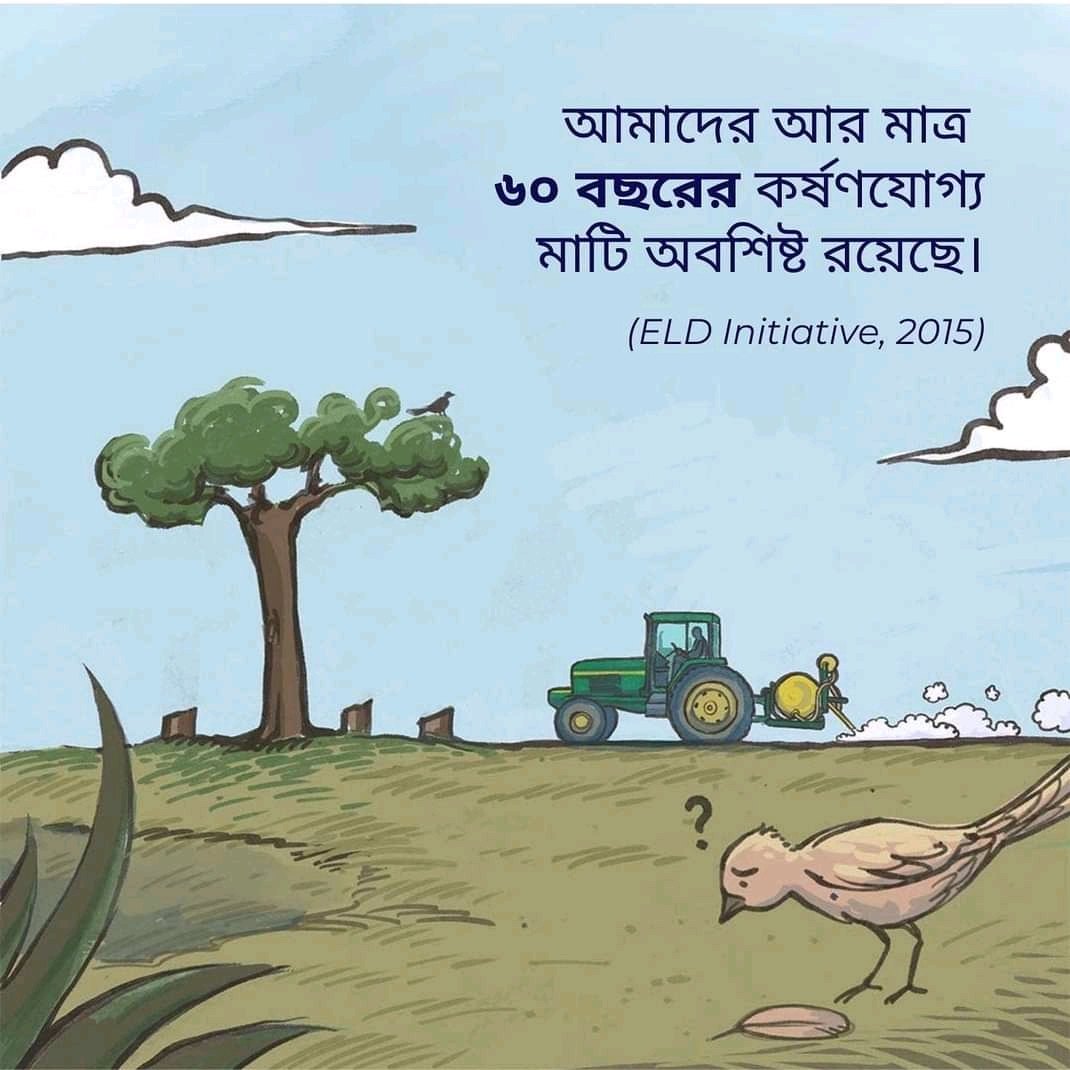 আমাদের আর মাত্র
৬০ বছরের কর্ষণযোগ্য
মাটি অবশিষ্ট রয়েছে।
(ELD Initiative, 2015)
?